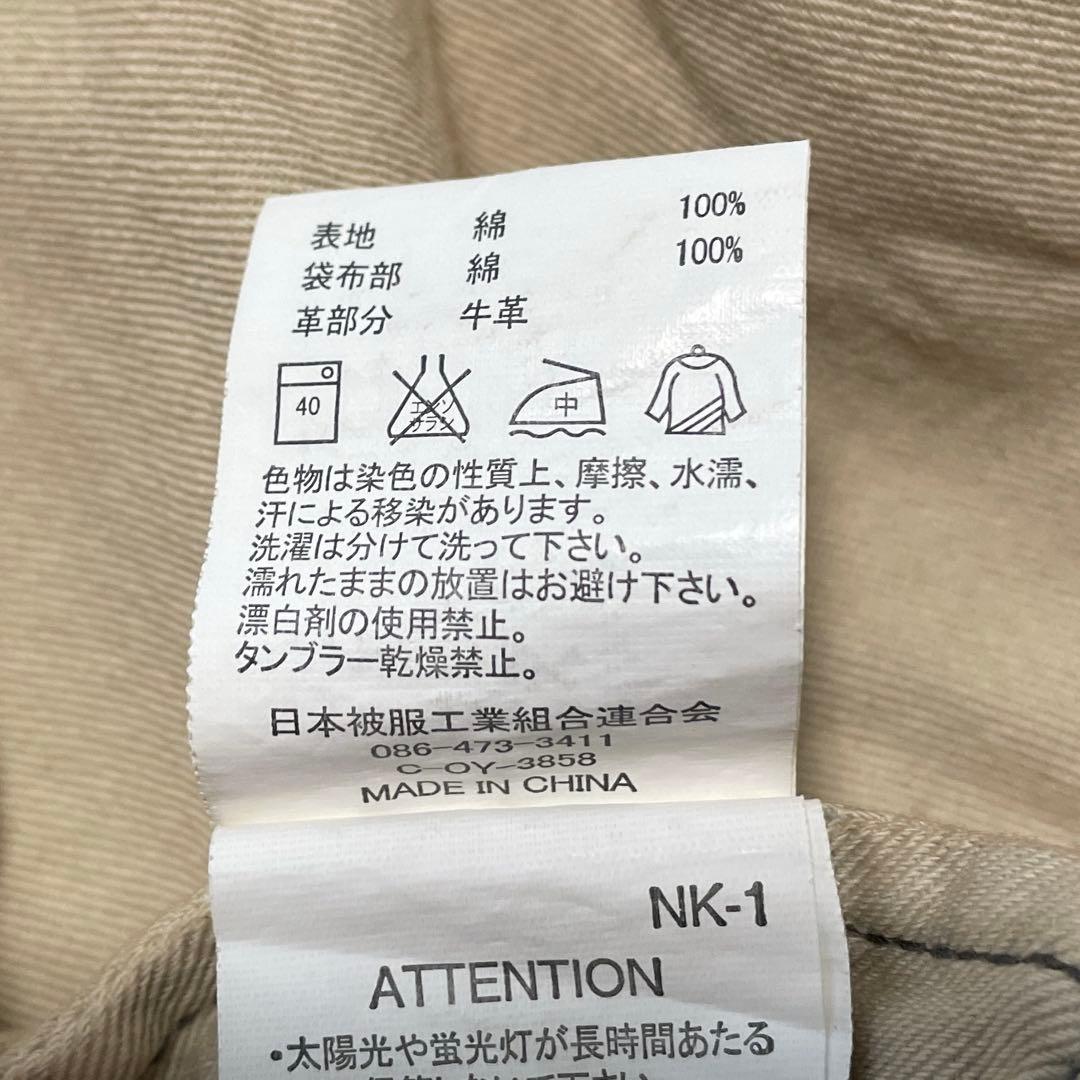 表地 綿 100%
袋布部 綿 100%
革部分 牛革
40 エンソ サラシ 中
色物は染色の性質上、摩擦、水濡、
汗による移染があります。
洗濯は分けて洗って下さい。
濡れたままの放置はお避け下さい。
漂白剤の使用禁止。
タンブラー乾燥禁止。
日本被服工業組合連合会
086-473-3411
C-OY-3858
MADE IN CHINA
NK-1
ATTENTION
・太陽光や蛍光灯が長時間あたる